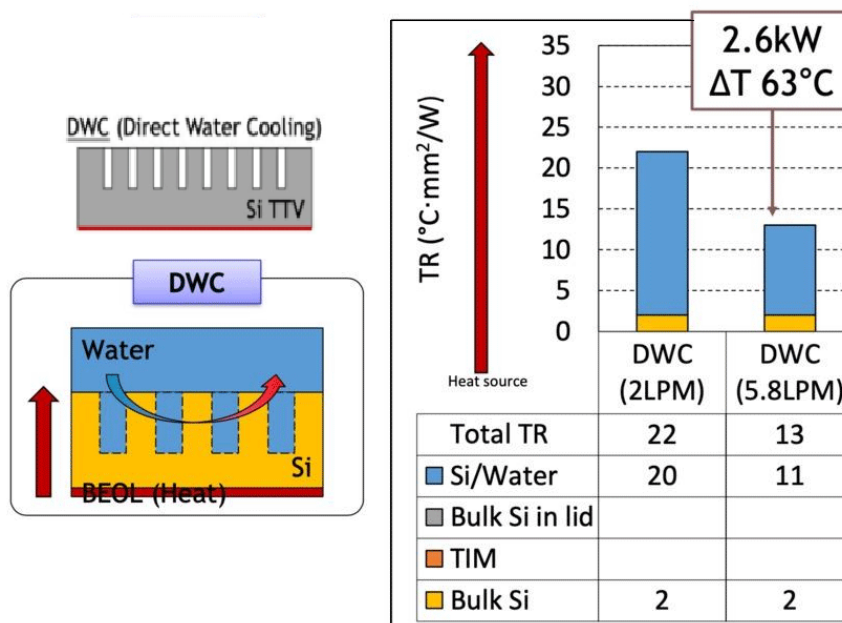 DWC (Direct Water Cooling)
Si TTV
DWC
Water
Si
BEOL (Heat)
2.6kW
ΔT 63°C
TR (°C·mm²/W)
35
30
25
20
15
10
5
0
Heat source
DWC DWC
(2LPM) (5.8LPM)
Total TR 22 13
Si/Water 20 11
Bulk Si in lid
TIM
Bulk Si 2 2